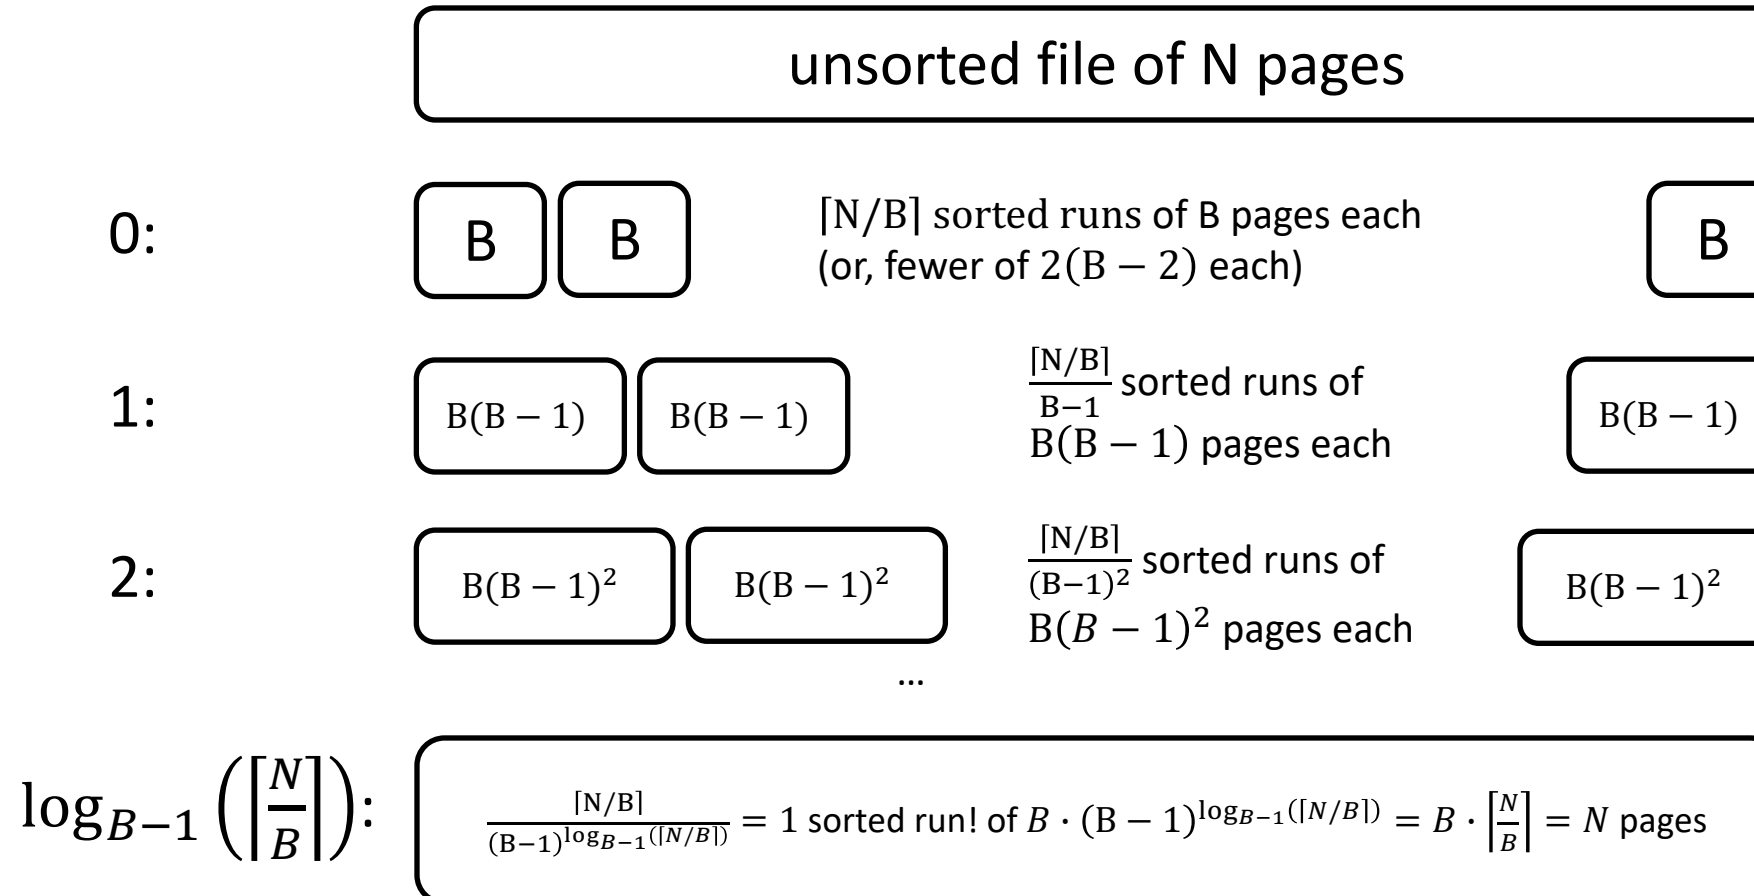 unsorted file of N pages
0:
B B ⌈N/B⌉ sorted runs of B pages each B
(or, fewer of 2(B − 2) each)
1:
B(B − 1) B(B − 1) ⌈N/B⌉/(B−1) sorted runs of B(B − 1)
B(B − 1) pages each
2:
B(B − 1)² B(B − 1)² ⌈N/B⌉/(B−1)² sorted runs of B(B − 1)²
B(B − 1)² pages each
...
log_{B−1}(⌈N/B⌉): ⌈N/B⌉/(B−1)^{log_{B−1}(⌈N/B⌉)} = 1 sorted run! of B · (B − 1)^{log_{B−1}(⌈N/B⌉)} = B · ⌈N/B⌉ = N pages